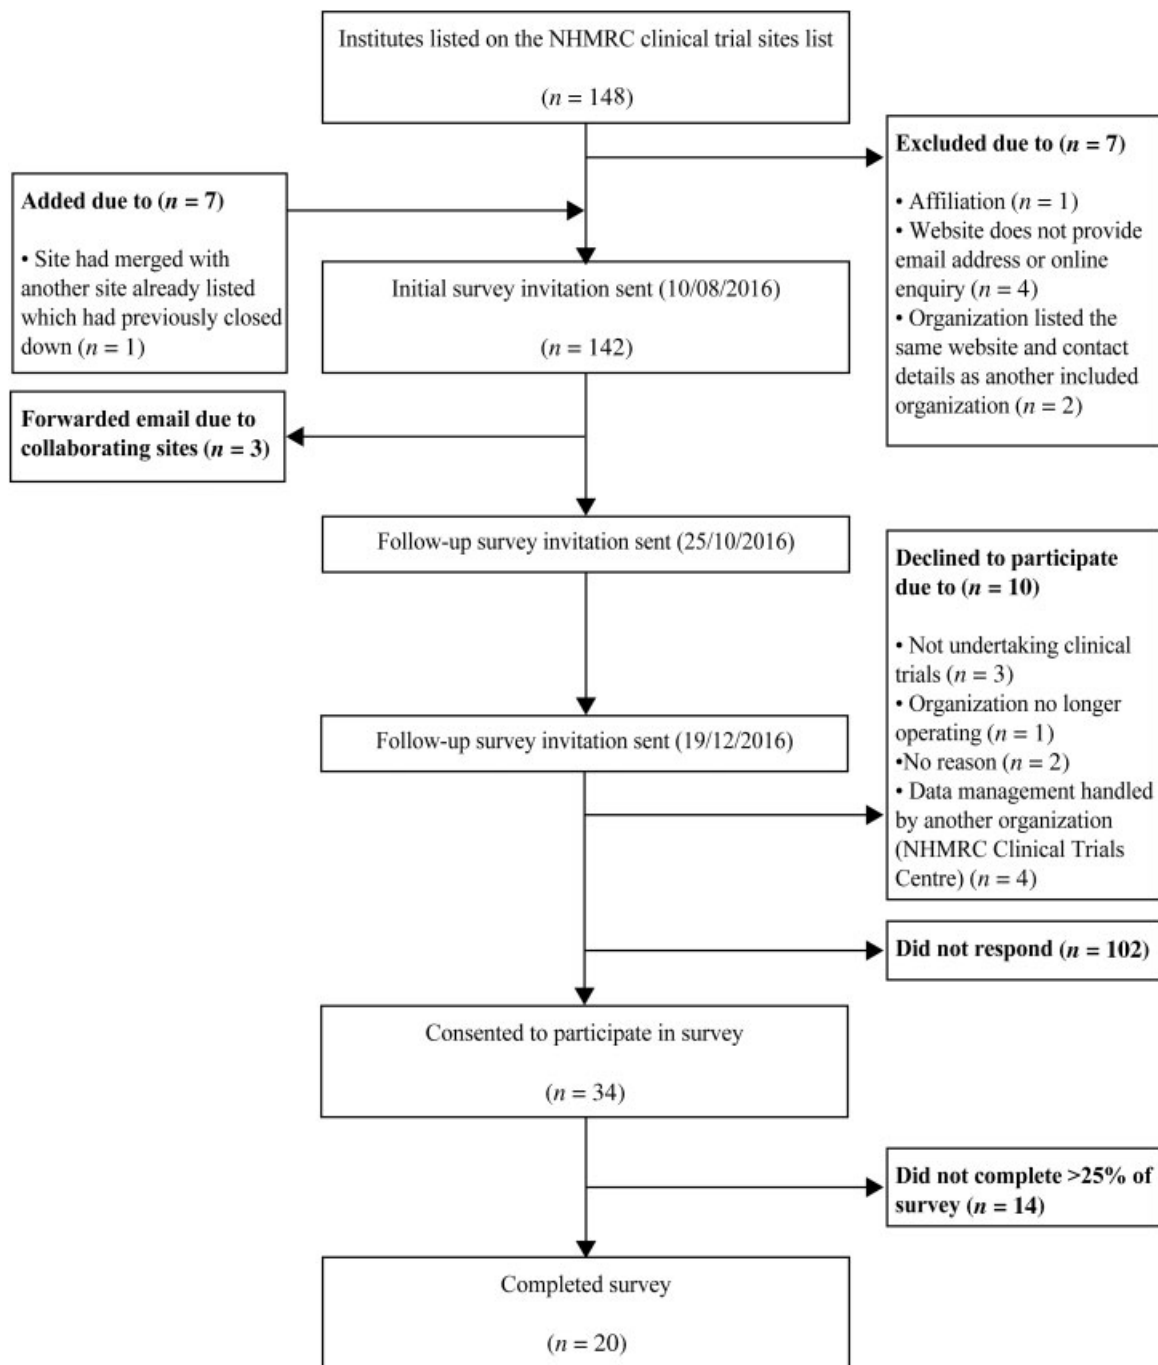 Institutes listed on the NHMRC clinical trial sites list
(n = 148)
Excluded due to (n = 7)
• Affiliation (n = 1)
• Website does not provide
email address or online
enquiry (n = 4)
• Organization listed the
same website and contact
details as another included
organization (n = 2)
Added due to (n = 7)
• Site had merged with
another site already listed
which had previously closed
down (n = 1)
Initial survey invitation sent (10/08/2016)
(n = 142)
Forwarded email due to
collaborating sites (n = 3)
Follow-up survey invitation sent (25/10/2016)
Follow-up survey invitation sent (19/12/2016)
Declined to participate
due to (n = 10)
• Not undertaking clinical
trials (n = 3)
• Organization no longer
operating (n = 1)
•No reason (n = 2)
• Data management handled
by another organization
(NHMRC Clinical Trials
Centre) (n = 4)
Did not respond (n = 102)
Consented to participate in survey
(n = 34)
Did not complete >25% of
survey (n = 14)
Completed survey
(n = 20)